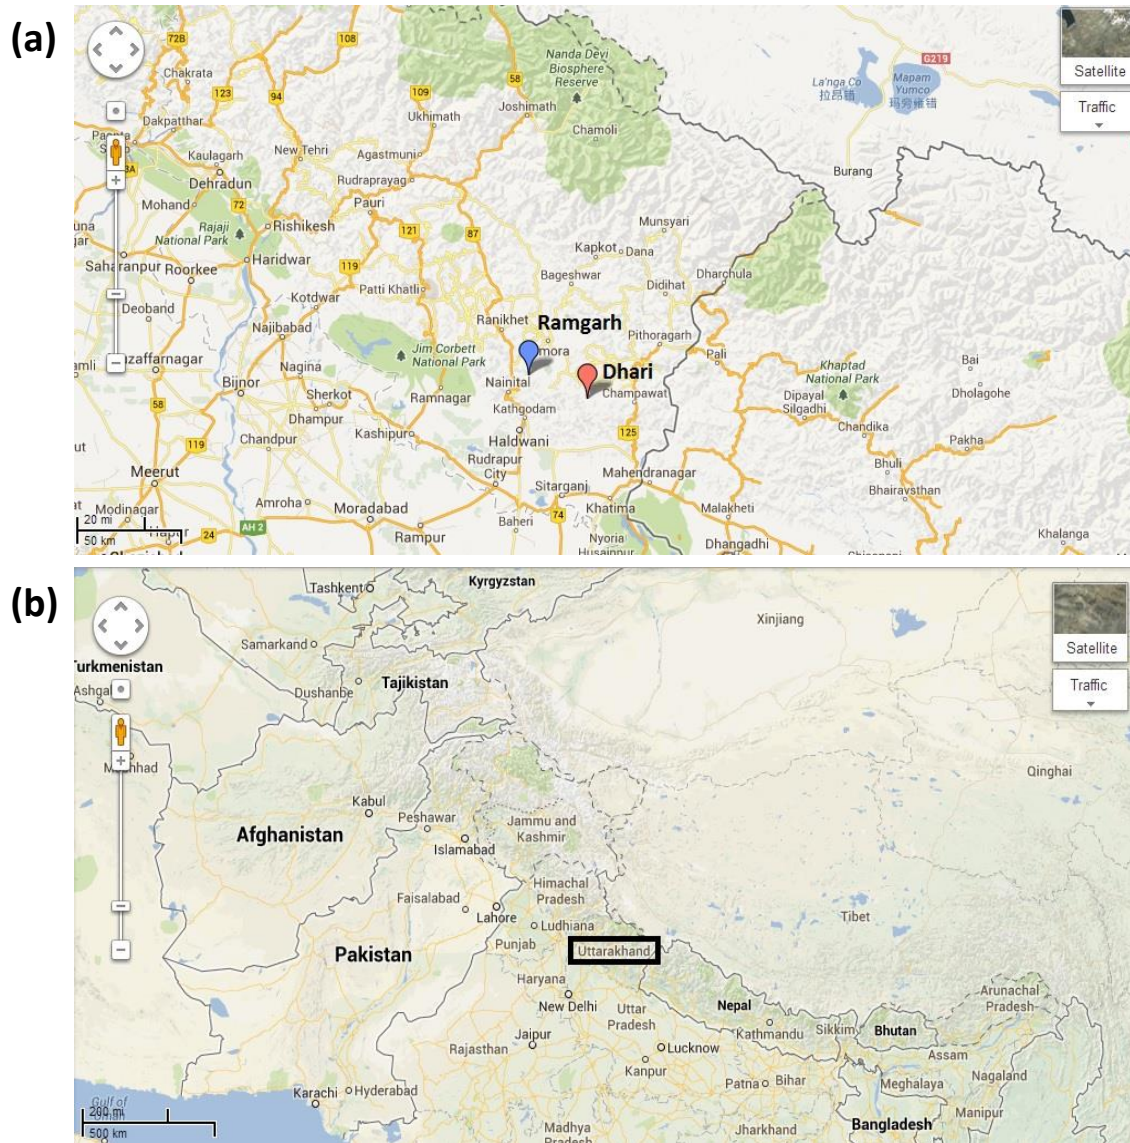 (a)
72B
108
Nanda Devi
Biosphere
Reserve
58
G219
La'nga Co
拉昂错
Mapam
Yumco
Satellite
Traffic
Chakrata
123
94
109
Joshimath
Ukhimath
Dakpatthar
Chamoli
Kaulagarh
New Tehri
Agastmuni
Dehradun
Rudraprayag
Burang
Mohand
72
Pauri
Rajaji
National Park
Rishikesh
121
87
Munsyari
Saharanpur
Roorkee
Haridwar
Kapkot
Dana
119
Bageshwar
Dharchula
Patti Khatli
Didihat
Deoband
Kotdwar
Najibabad
Ranikhet
Ramgarh
Pithoragarh
Jim Corbett
National Park
Pali
Khaptad
National Park
Bai
Nagina
Nainital
Dhari
Bijnor
Sherkot
Ramnagar
Champawat
Dipayal
Silgadhi
Dholagohe
58
Dhampur
Kathgodam
Chandika
119
Chandpur
Kashipur
Haldwani
125
Pakha
Rudrapur
City
Meerut
Mahendranagar
Bhuli
Sitarganj
Bhairavsthan
Amroha
Moradabad
Khatima
Malakheti
Modinagar
Baheri
74
20 mi
50 km
24
AH 2
Rampur
Nyoria
Dhangadhi
Khalanga
(b)
Tashkent
Kyrgyzstan
Xinjiang
Satellite
Traffic
Samarkand
Turkmenistan
Dushanbe
Tajikistan
Qinghai
Kabul
Peshawar
Jammu and
Kashmir
Afghanistan
Islamabad
Himachal
Pradesh
Faisalabad
Lahore
Ludhiana
Tibet
Pakistan
Punjab
Uttarakhand
Haryana
New Delhi
Nepal
Arunachal
Pradesh
Uttar
Pradesh
Kathmandu
Sikkim
Bhutan
Jaipur
Rajasthan
Lucknow
Assam
Kanpur
Nagaland
Patna
Bihar
Meghalaya
Karachi
Hyderabad
Gulf of
Manipur
200 mi
500 km
Bangladesh
Madhya
Jharkhand